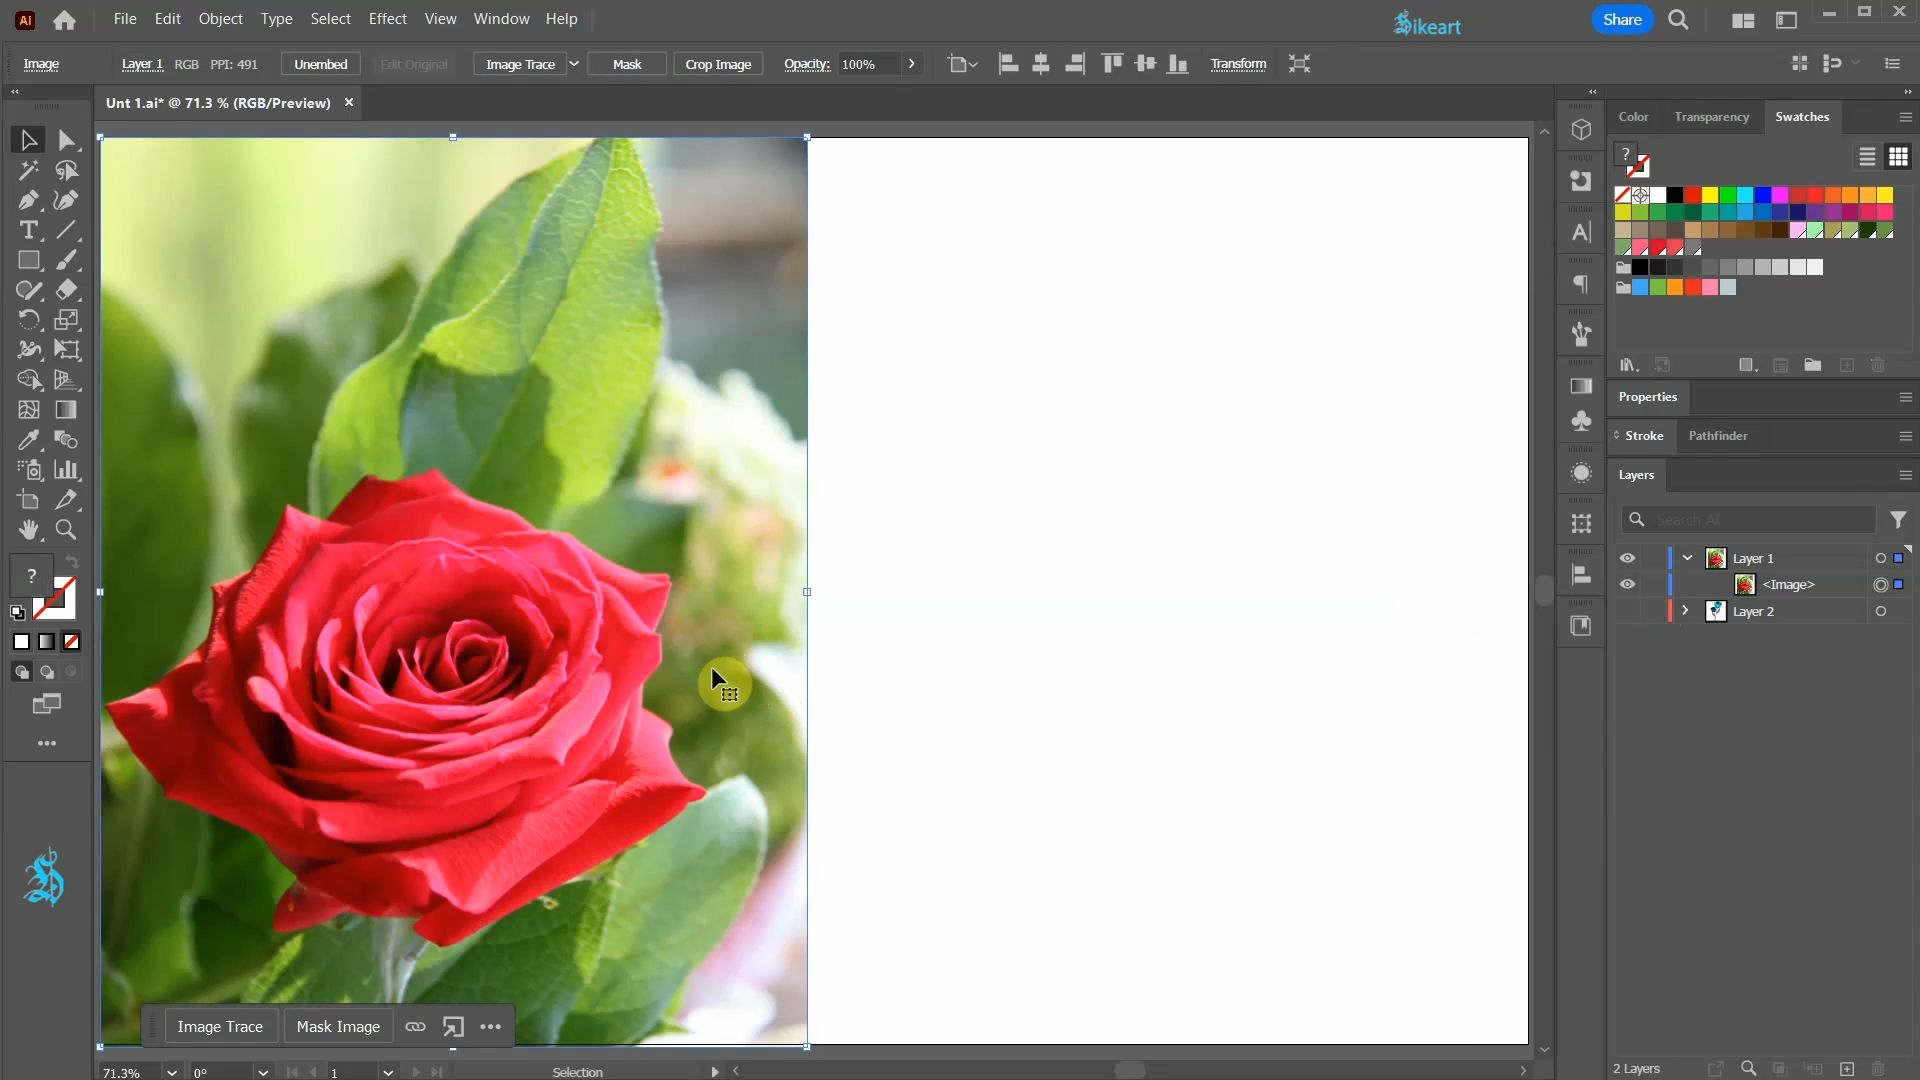 Ai File Edit Object Type Select Effect View Window Help Sikeart Share
Image Layer 1 RGB PPI: 491 Unembed Edit Original Image Trace Mask Crop Image Opacity: 100% Transform
Unt 1.ai* @ 71.3 % (RGB/Preview)
Color Transparency Swatches
?
Properties
Stroke Pathfinder
Layers
Search All
Layer 1
<Image>
?
Layer 2
Image Trace Mask Image
71.3% 0° 1 Selection
2 Layers